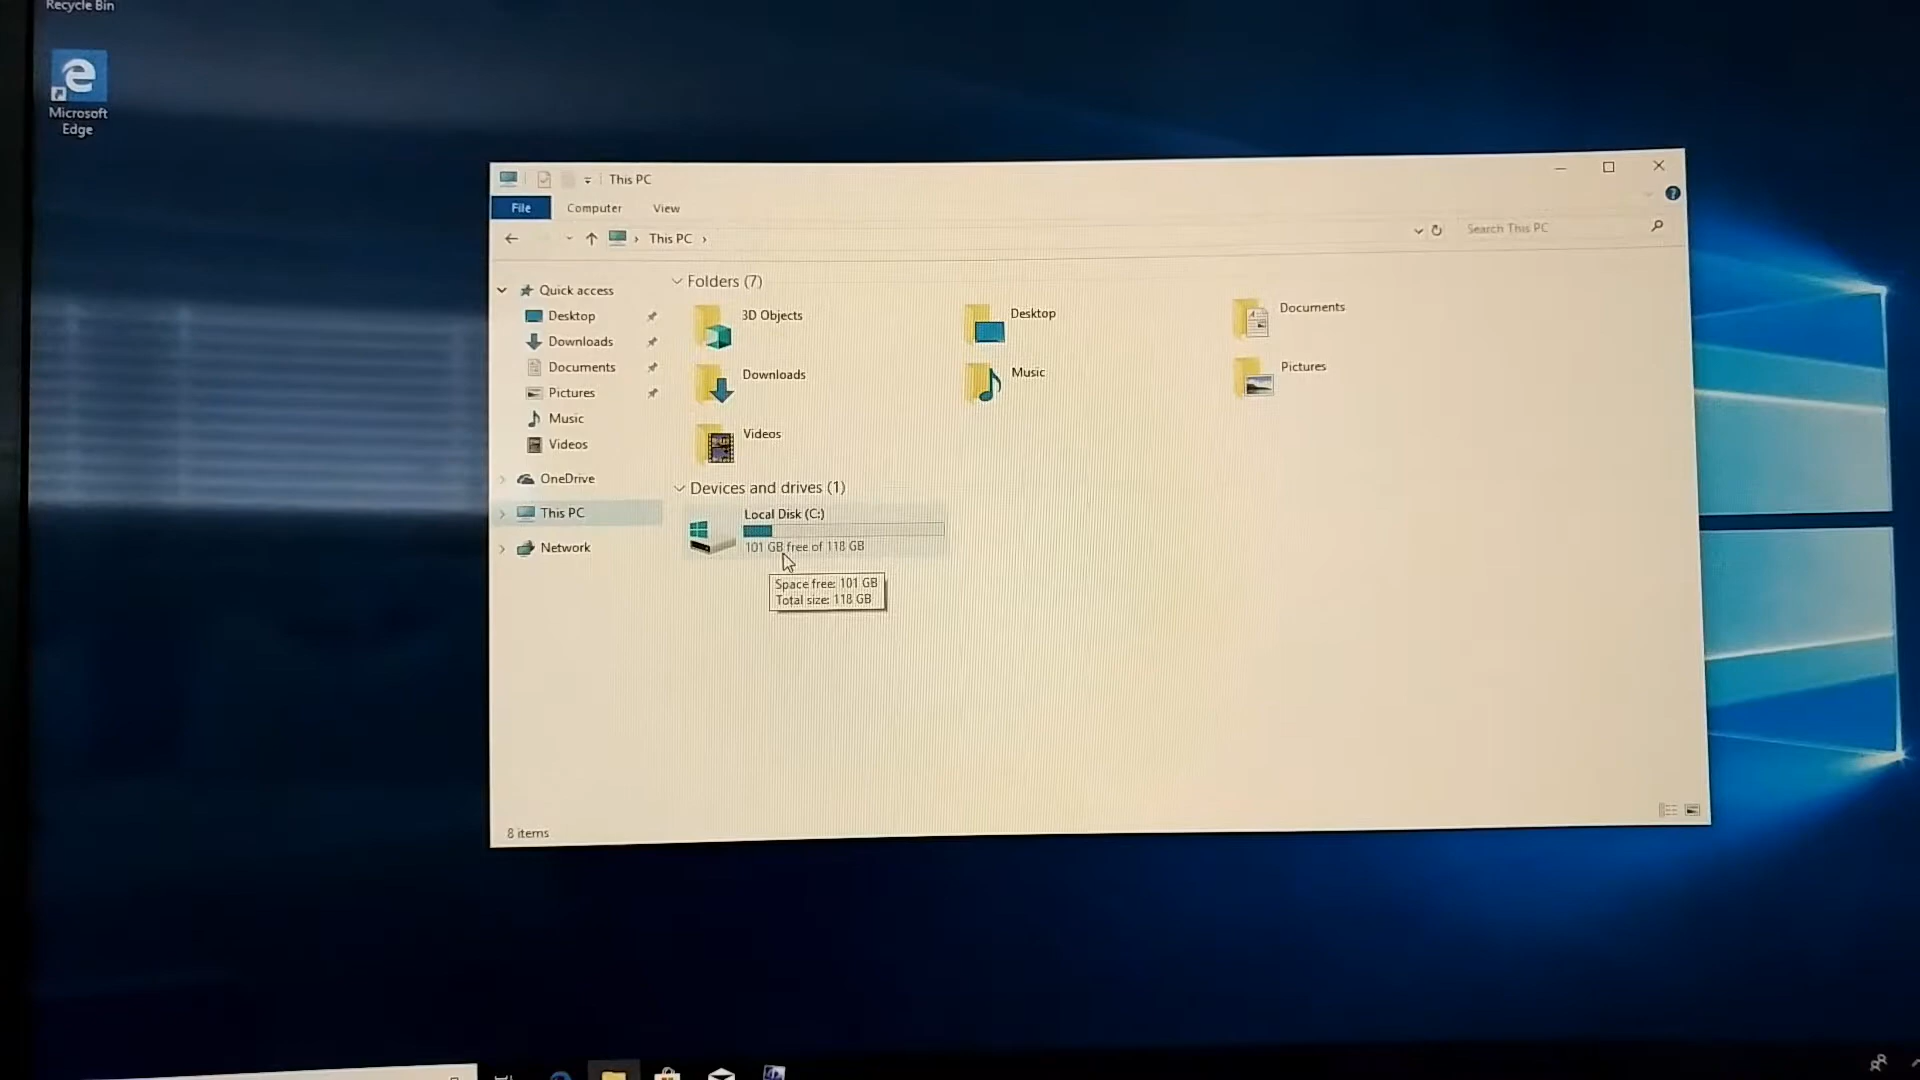 Recycle Bin
Microsoft
Edge
This PC
File
Computer
View
This PC
Search This PC
Quick access
Desktop
Downloads
Documents
Pictures
Music
Videos
OneDrive
This PC
Network
Folders (7)
3D Objects
Desktop
Documents
Downloads
Music
Pictures
Videos
Devices and drives (1)
Local Disk (C:)
101 GB free of 118 GB
Space free: 101 GB
Total size: 118 GB
8 items